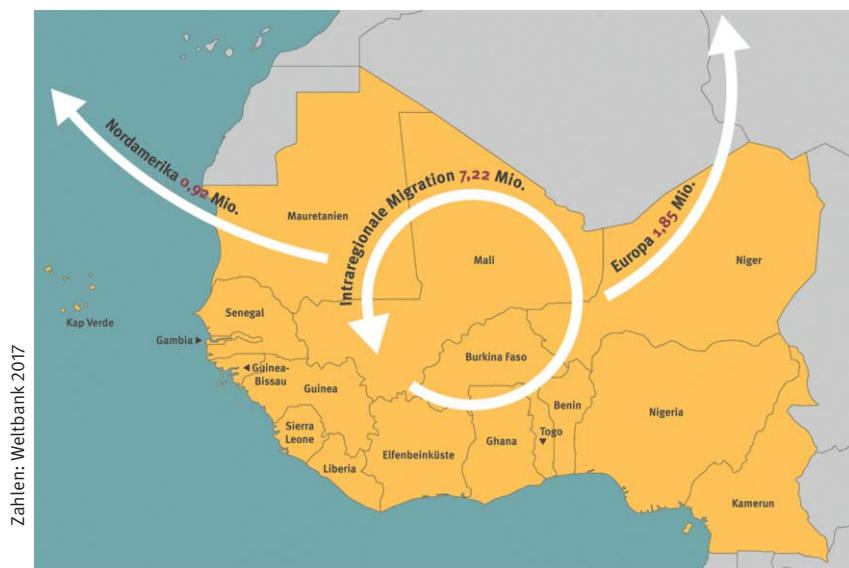 Nordamerika 0,92 Mio.
Intraregionale Migration 7,22 Mio.
Europa 1,85 Mio.
Mauretanien
Mali
Niger
Kap Verde
Senegal
Gambia
Burkina Faso
Guinea-
Bissau
Guinea
Benin
Nigeria
Sierra
Leone
Togo
Ghana
Elfenbeinküste
Liberia
Kamerun
Zahlen: Weltbank 2017